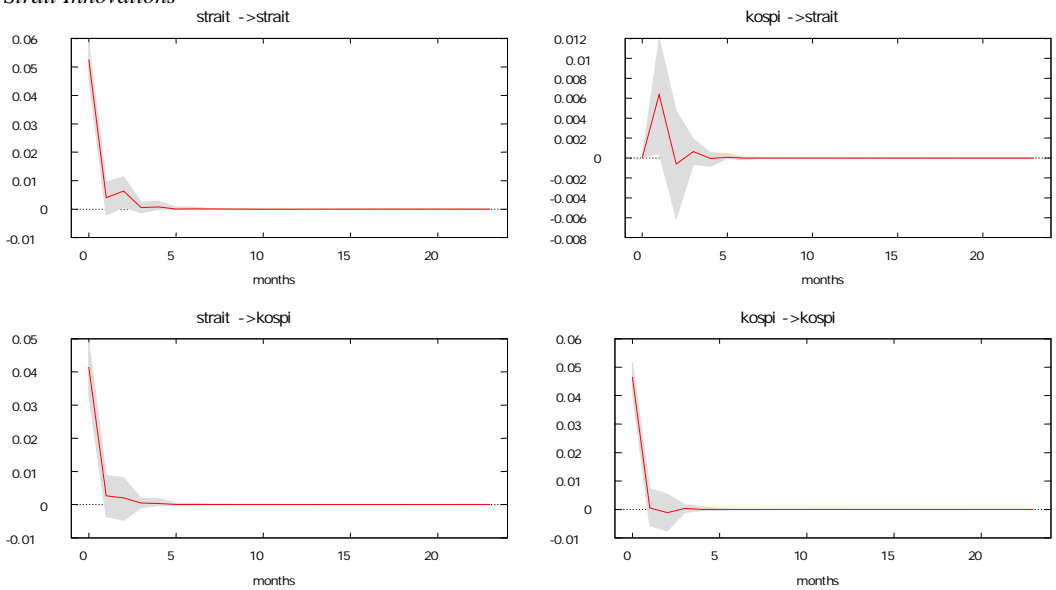 Strait Innovations
strait ->strait
0.06
0.05
0.04
0.03
0.02
0.01
0
-0.01
0 5 10 15 20
months
kospi ->strait
0.012
0.01
0.008
0.006
0.004
0.002
0
-0.002
-0.004
-0.006
-0.008
0 5 10 15 20
months
strait ->kospi
0.05
0.04
0.03
0.02
0.01
0
-0.01
0 5 10 15 20
months
kospi ->kospi
0.06
0.05
0.04
0.03
0.02
0.01
0
-0.01
0 5 10 15 20
months